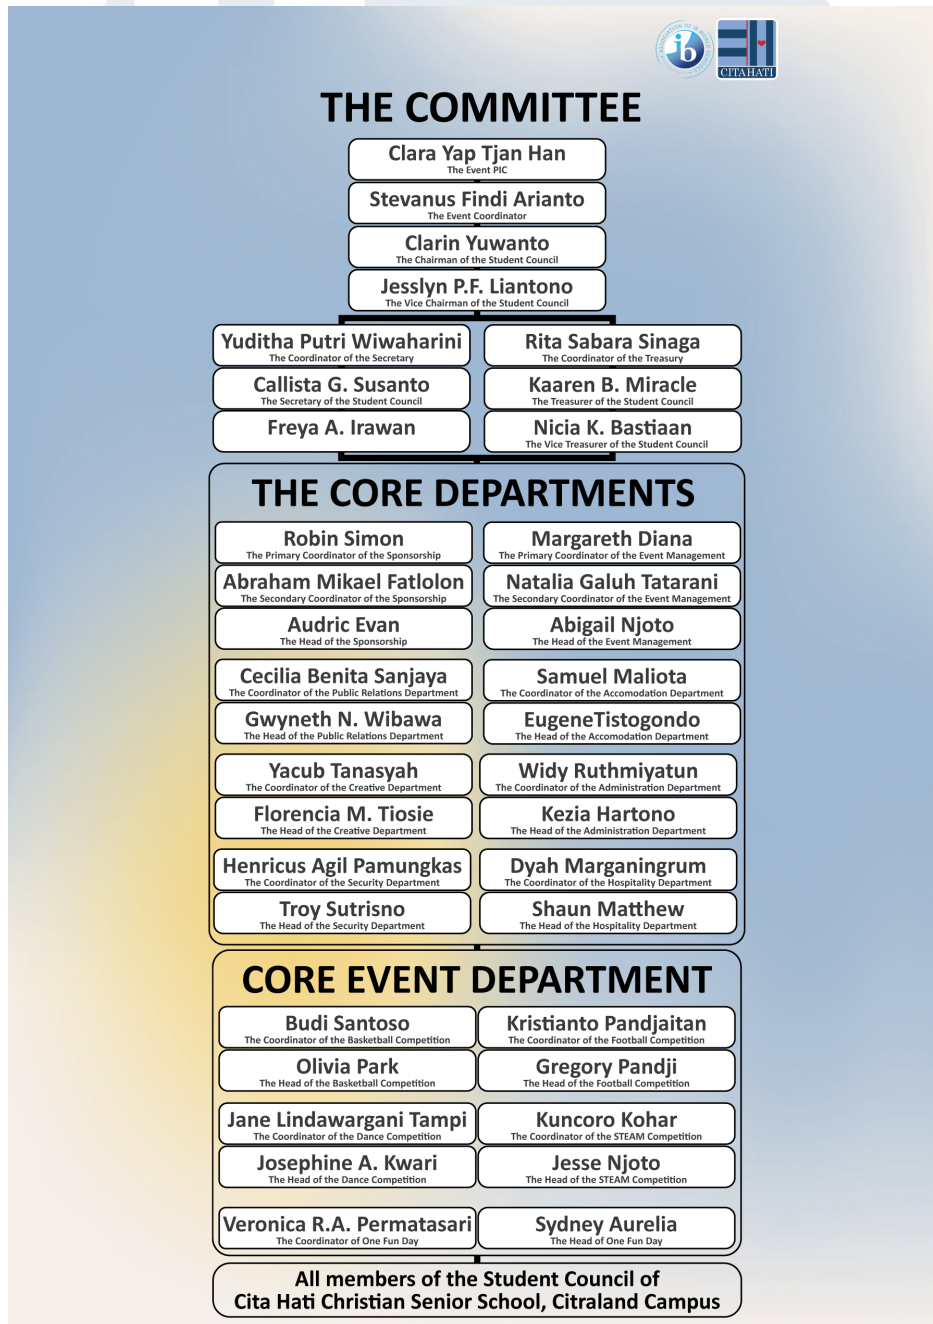 ASSOCIATION OF IB WORLD SCHOOLS
ib
CITAHATI
THE COMMITTEE
Clara Yap Tjan Han
The Event PIC
Stevanus Findi Arianto
The Event Coordinator
Clarin Yuwanto
The Chairman of the Student Council
Jesslyn P.F. Liantono
The Vice Chairman of the Student Council
Yuditha Putri Wiwaharini
The Coordinator of the Secretary
Callista G. Susanto
The Secretary of the Student Council
Freya A. Irawan
Rita Sabara Sinaga
The Coordinator of the Treasury
Kaaren B. Miracle
The Treasurer of the Student Council
Nicia K. Bastiaan
The Vice Treasurer of the Student Council
THE CORE DEPARTMENTS
Robin Simon
The Primary Coordinator of the Sponsorship
Abraham Mikael Fatlolon
The Secondary Coordinator of the Sponsorship
Audric Evan
The Head of the Sponsorship
Margareth Diana
The Primary Coordinator of the Event Management
Natalia Galuh Tatarani
The Secondary Coordinator of the Event Management
Abigail Njoto
The Head of the Event Management
Cecilia Benita Sanjaya
The Coordinator of the Public Relations Department
Gwyneth N. Wibawa
The Head of the Public Relations Department
Samuel Maliota
The Coordinator of the Accomodation Department
EugeneTistogondo
The Head of the Accomodation Department
Yacub Tanasyah
The Coordinator of the Creative Department
Florencia M. Tiosie
The Head of the Creative Department
Widy Ruthmiyatun
The Coordinator of the Administration Department
Kezia Hartono
The Head of the Administration Department
Henricus Agil Pamungkas
The Coordinator of the Security Department
Troy Sutrisno
The Head of the Security Department
Dyah Marganingrum
The Coordinator of the Hospitality Department
Shaun Matthew
The Head of the Hospitality Department
CORE EVENT DEPARTMENT
Budi Santoso
The Coordinator of the Basketball Competition
Olivia Park
The Head of the Basketball Competition
Kristianto Pandjaitan
The Coordinator of the Football Competition
Gregory Pandji
The Head of the Football Competition
Jane Lindawargani Tampi
The Coordinator of the Dance Competition
Josephine A. Kwari
The Head of the Dance Competition
Kuncoro Kohar
The Coordinator of the STEAM Competition
Jesse Njoto
The Head of the STEAM Competition
Veronica R.A. Permatasari
The Coordinator of One Fun Day
Sydney Aurelia
The Head of One Fun Day
All members of the Student Council of
Cita Hati Christian Senior School, Citraland Campus